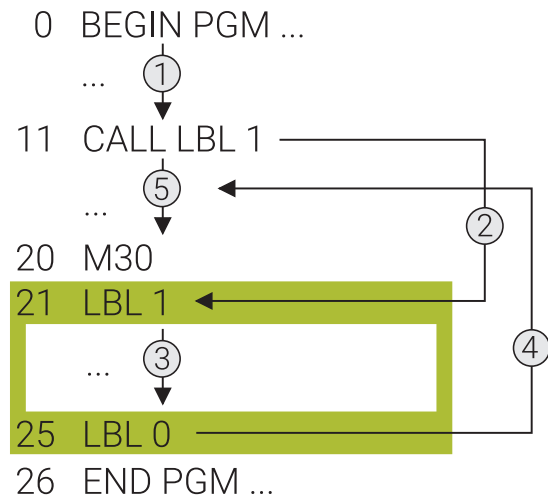 0 BEGIN PGM ...
... 1
11 CALL LBL 1
5
... 2
20 M30
21 LBL 1
... 3 4
25 LBL 0
26 END PGM ...